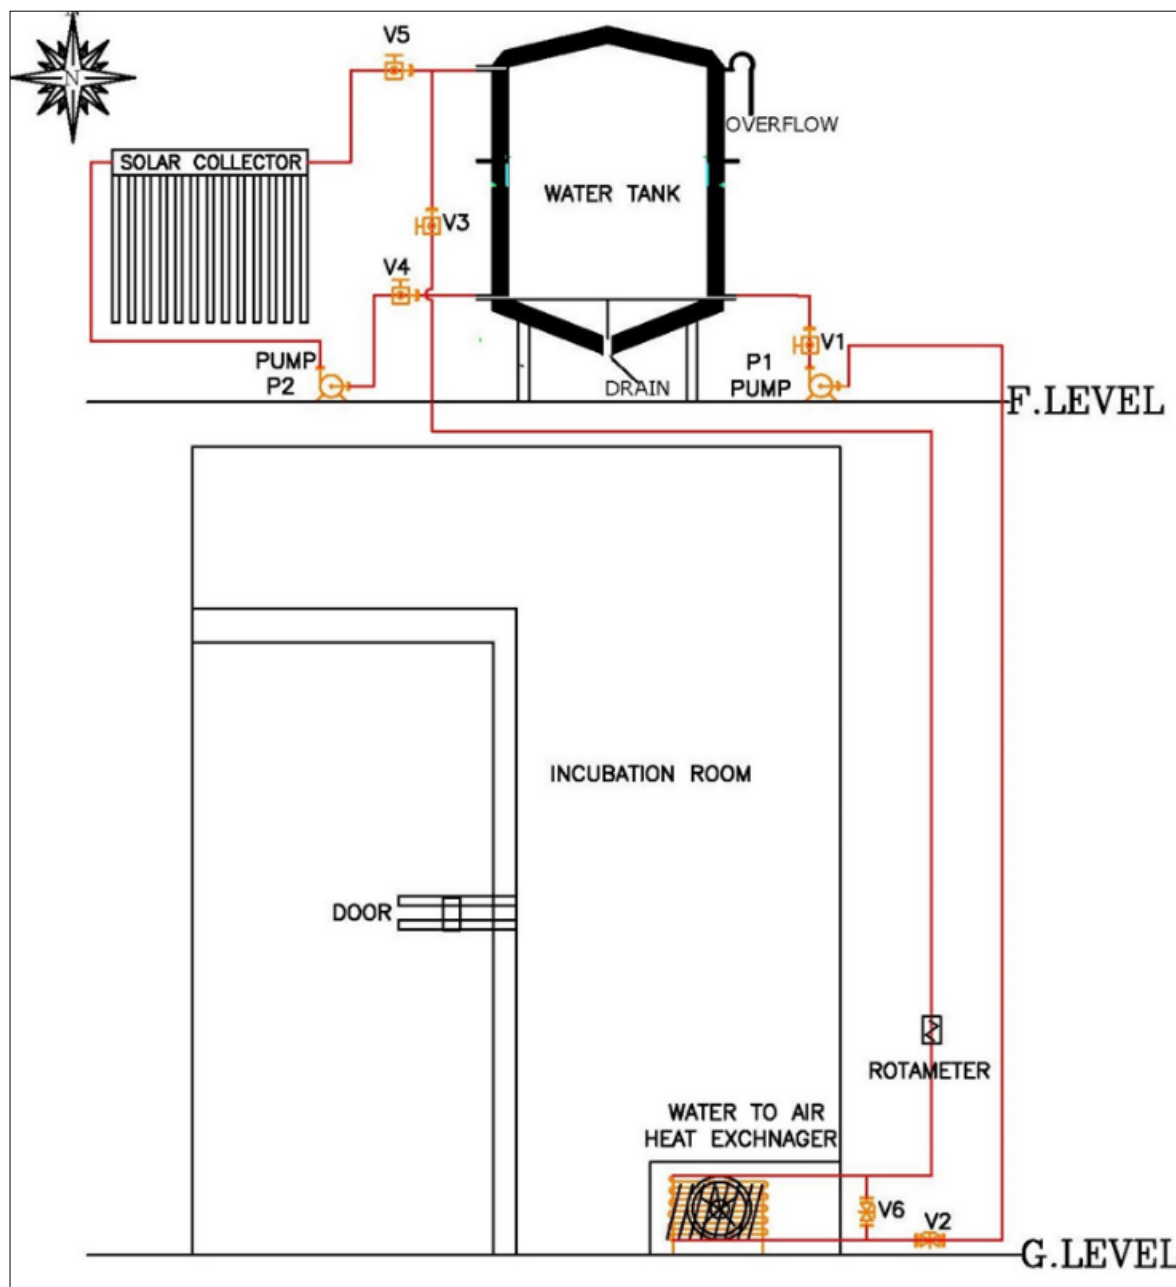 N
V5
OVERFLOW
SOLAR COLLECTOR
WATER TANK
V3
V4
V1
PUMP
P2
P1
PUMP
DRAIN
F.LEVEL
INCUBATION ROOM
DOOR
ROTAMETER
WATER TO AIR
HEAT EXCHNAGER
V6
V2
G.LEVEL